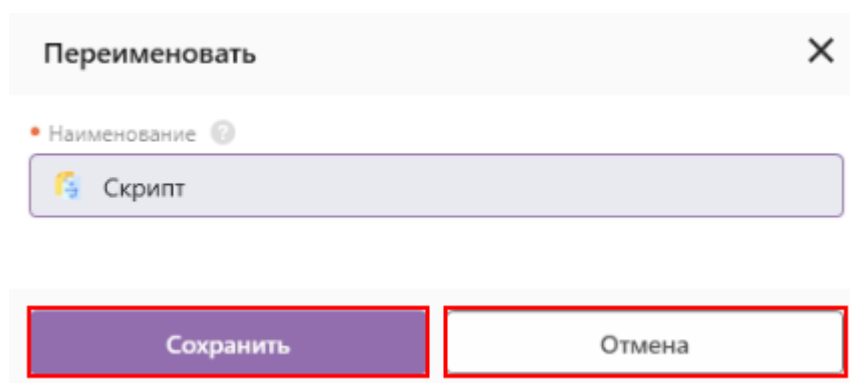 Переименовать
Наименование
Скрипт
Сохранить
Отмена